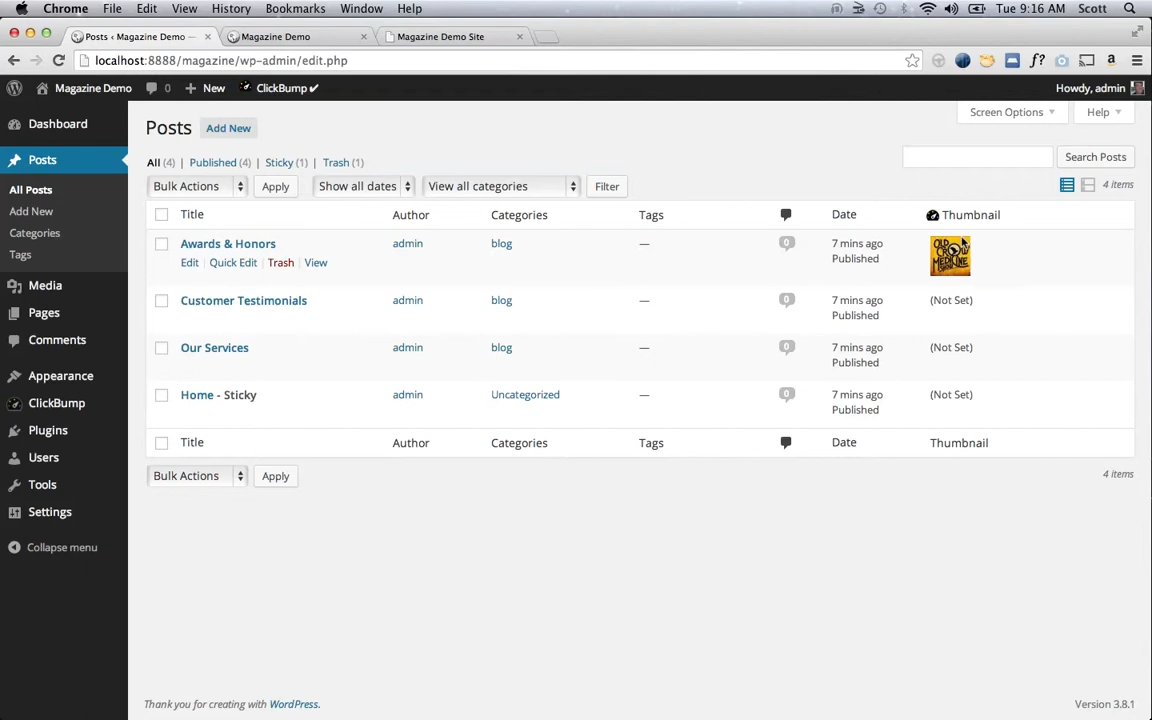 Chrome File Edit View History Bookmarks Window Help Tue 9:16 AM Scott
Posts ‹ Magazine Demo — Magazine Demo Magazine Demo Site
localhost:8888/magazine/wp-admin/edit.php
Magazine Demo 0 + New ClickBump ✔ Howdy, admin
Screen Options Help
Dashboard
Posts Add New
Posts
All (4) | Published (4) | Sticky (1) | Trash (1) Search Posts
Bulk Actions Apply Show all dates View all categories Filter 4 items
All Posts
Add New
Categories
Tags
Media
Pages
Comments
Appearance
ClickBump
Plugins
Users
Tools
Settings
Collapse menu
Title Author Categories Tags Date Thumbnail
Awards & Honors admin blog — 0 7 mins ago OLD CROW MEDICINE SHOW
Edit | Quick Edit | Trash | View Published
Customer Testimonials admin blog — 0 7 mins ago (Not Set)
Published
Our Services admin blog — 0 7 mins ago (Not Set)
Published
Home - Sticky admin Uncategorized — 0 7 mins ago (Not Set)
Published
Title Author Categories Tags Date Thumbnail
Bulk Actions Apply 4 items
Thank you for creating with WordPress. Version 3.8.1